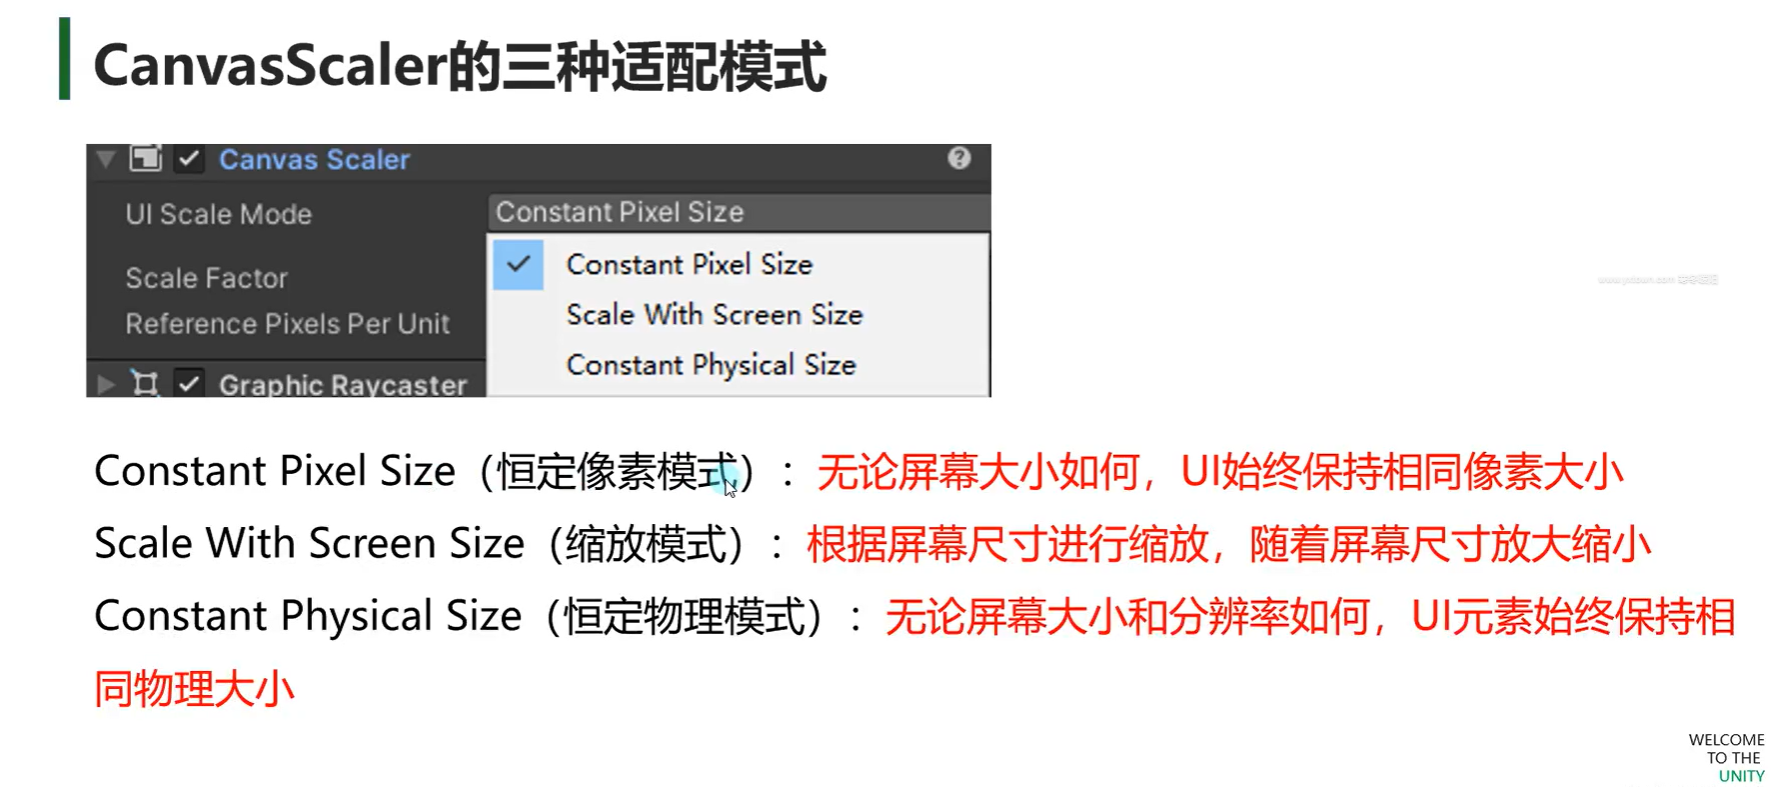 CanvasScaler的三种适配模式
Canvas Scaler
UI Scale Mode
Constant Pixel Size
Constant Pixel Size
Scale Factor
Scale With Screen Size
Reference Pixels Per Unit
Constant Physical Size
Graphic Raycaster
Constant Pixel Size（恒定像素模式）：无论屏幕大小如何，UI始终保持相同像素大小
Scale With Screen Size（缩放模式）：根据屏幕尺寸进行缩放，随着屏幕尺寸放大缩小
Constant Physical Size（恒定物理模式）：无论屏幕大小和分辨率如何，UI元素始终保持相
同物理大小
WELCOME
TO THE
UNITY